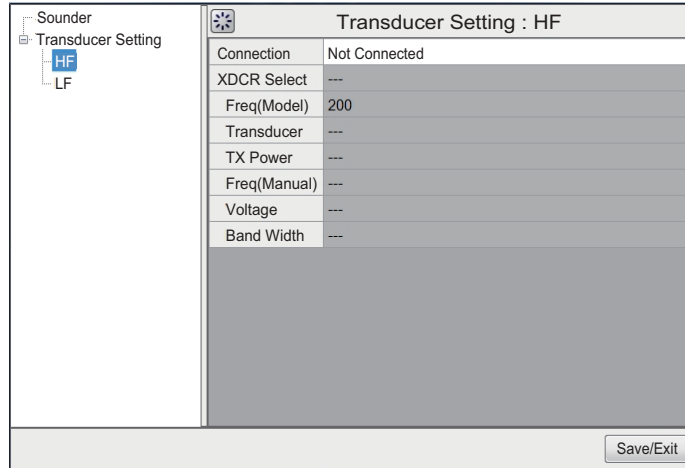 Sounder
Transducer Setting
HF
LF
Transducer Setting : HF
Connection Not Connected
XDCR Select ---
Freq(Model) 200
Transducer ---
TX Power ---
Freq(Manual) ---
Voltage ---
Band Width ---
Save/Exit